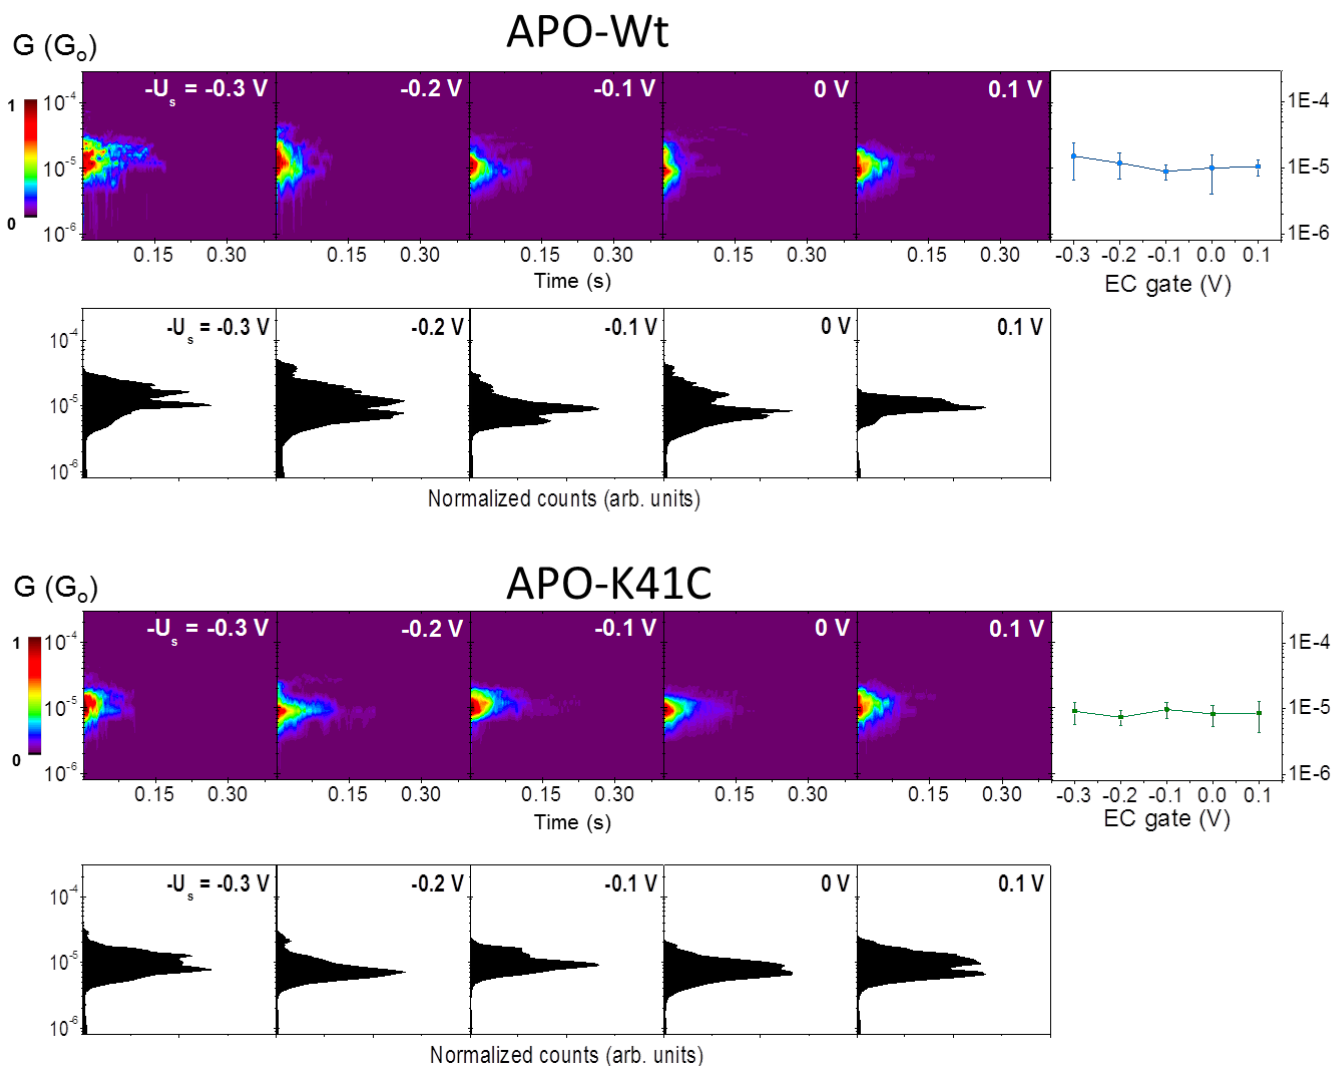 APO-Wt
G (G₀)
-Uₛ = -0.3 V -0.2 V -0.1 V 0 V 0.1 V
1
0
10⁻⁴
10⁻⁵
10⁻⁶
1E-4
1E-5
1E-6
0.15 0.30 0.15 0.30 0.15 0.30 0.15 0.30 0.15 0.30
-0.3 -0.2 -0.1 0.0 0.1
Time (s)
EC gate (V)
-Uₛ = -0.3 V -0.2 V -0.1 V 0 V 0.1 V
10⁻⁴
10⁻⁵
10⁻⁶
Normalized counts (arb. units)
APO-K41C
G (G₀)
-Uₛ = -0.3 V -0.2 V -0.1 V 0 V 0.1 V
1
0
10⁻⁴
10⁻⁵
10⁻⁶
1E-4
1E-5
1E-6
0.15 0.30 0.15 0.30 0.15 0.30 0.15 0.30 0.15 0.30
-0.3 -0.2 -0.1 0.0 0.1
Time (s)
EC gate (V)
-Uₛ = -0.3 V -0.2 V -0.1 V 0 V 0.1 V
10⁻⁴
10⁻⁵
10⁻⁶
Normalized counts (arb. units)